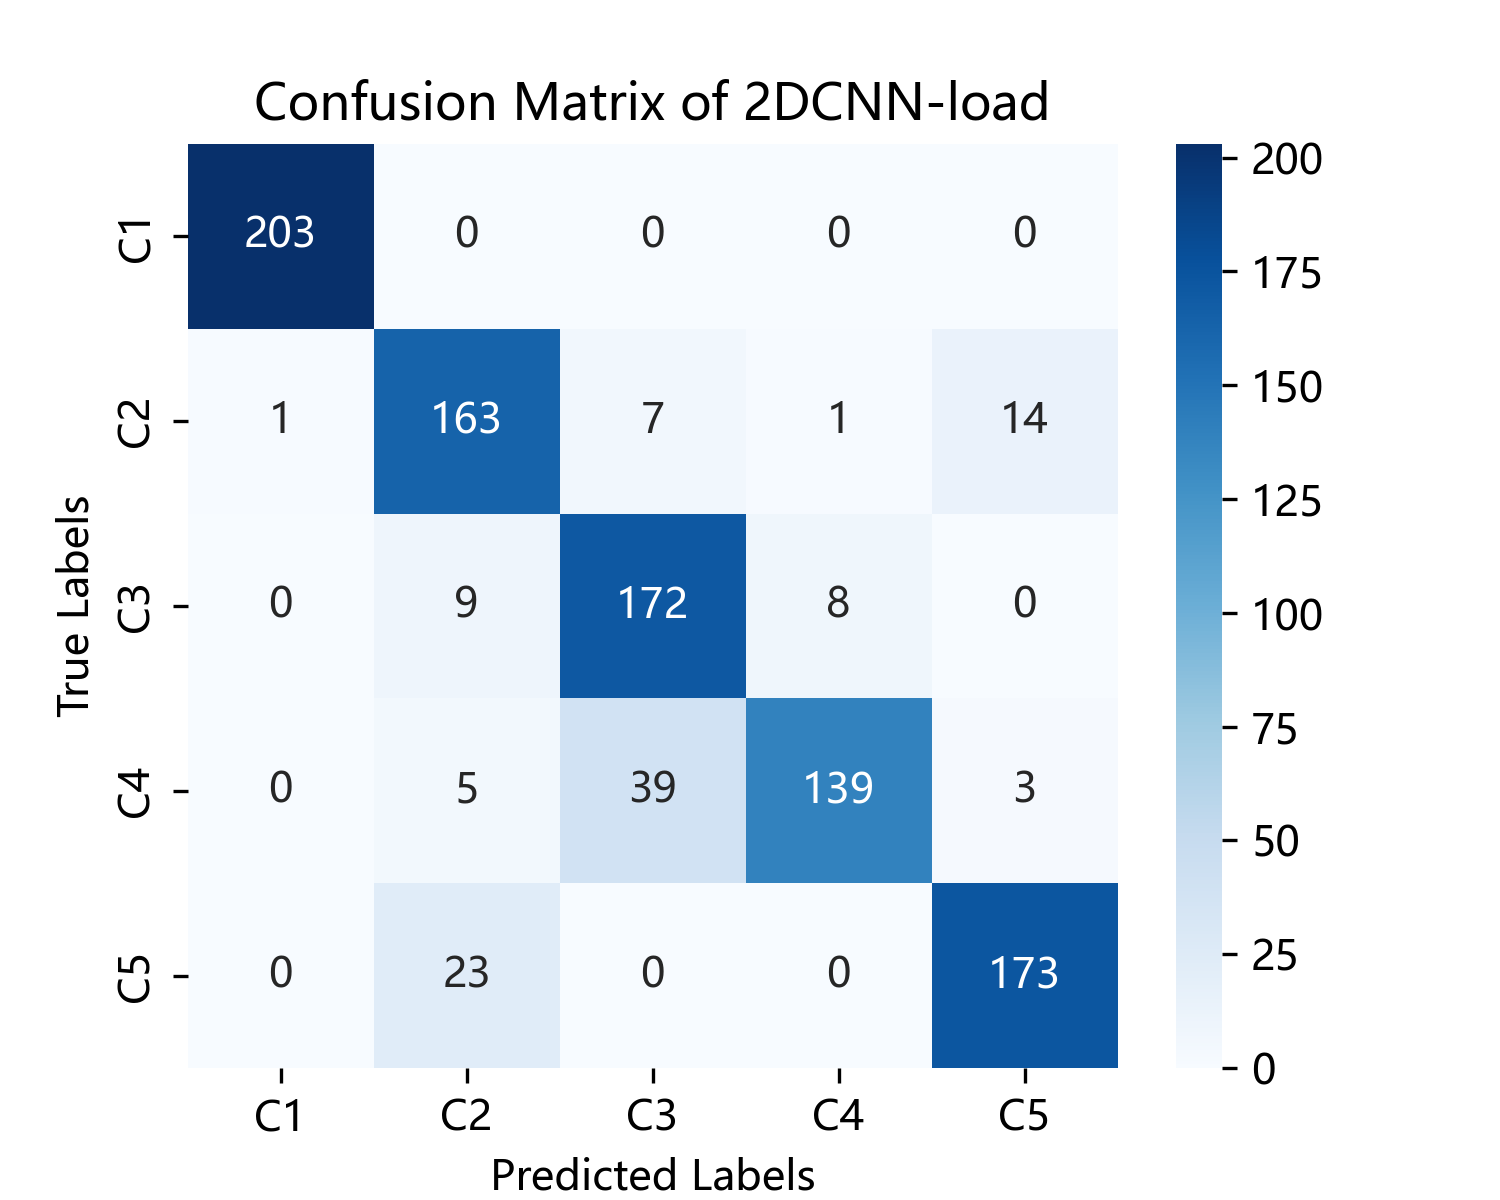 Confusion Matrix of 2DCNN-load
C1 203 0 0 0 0
C2 1 163 7 1 14
C3 0 9 172 8 0
C4 0 5 39 139 3
C5 0 23 0 0 173
C1 C2 C3 C4 C5
Predicted Labels
True Labels
200
175
150
125
100
75
50
25
0